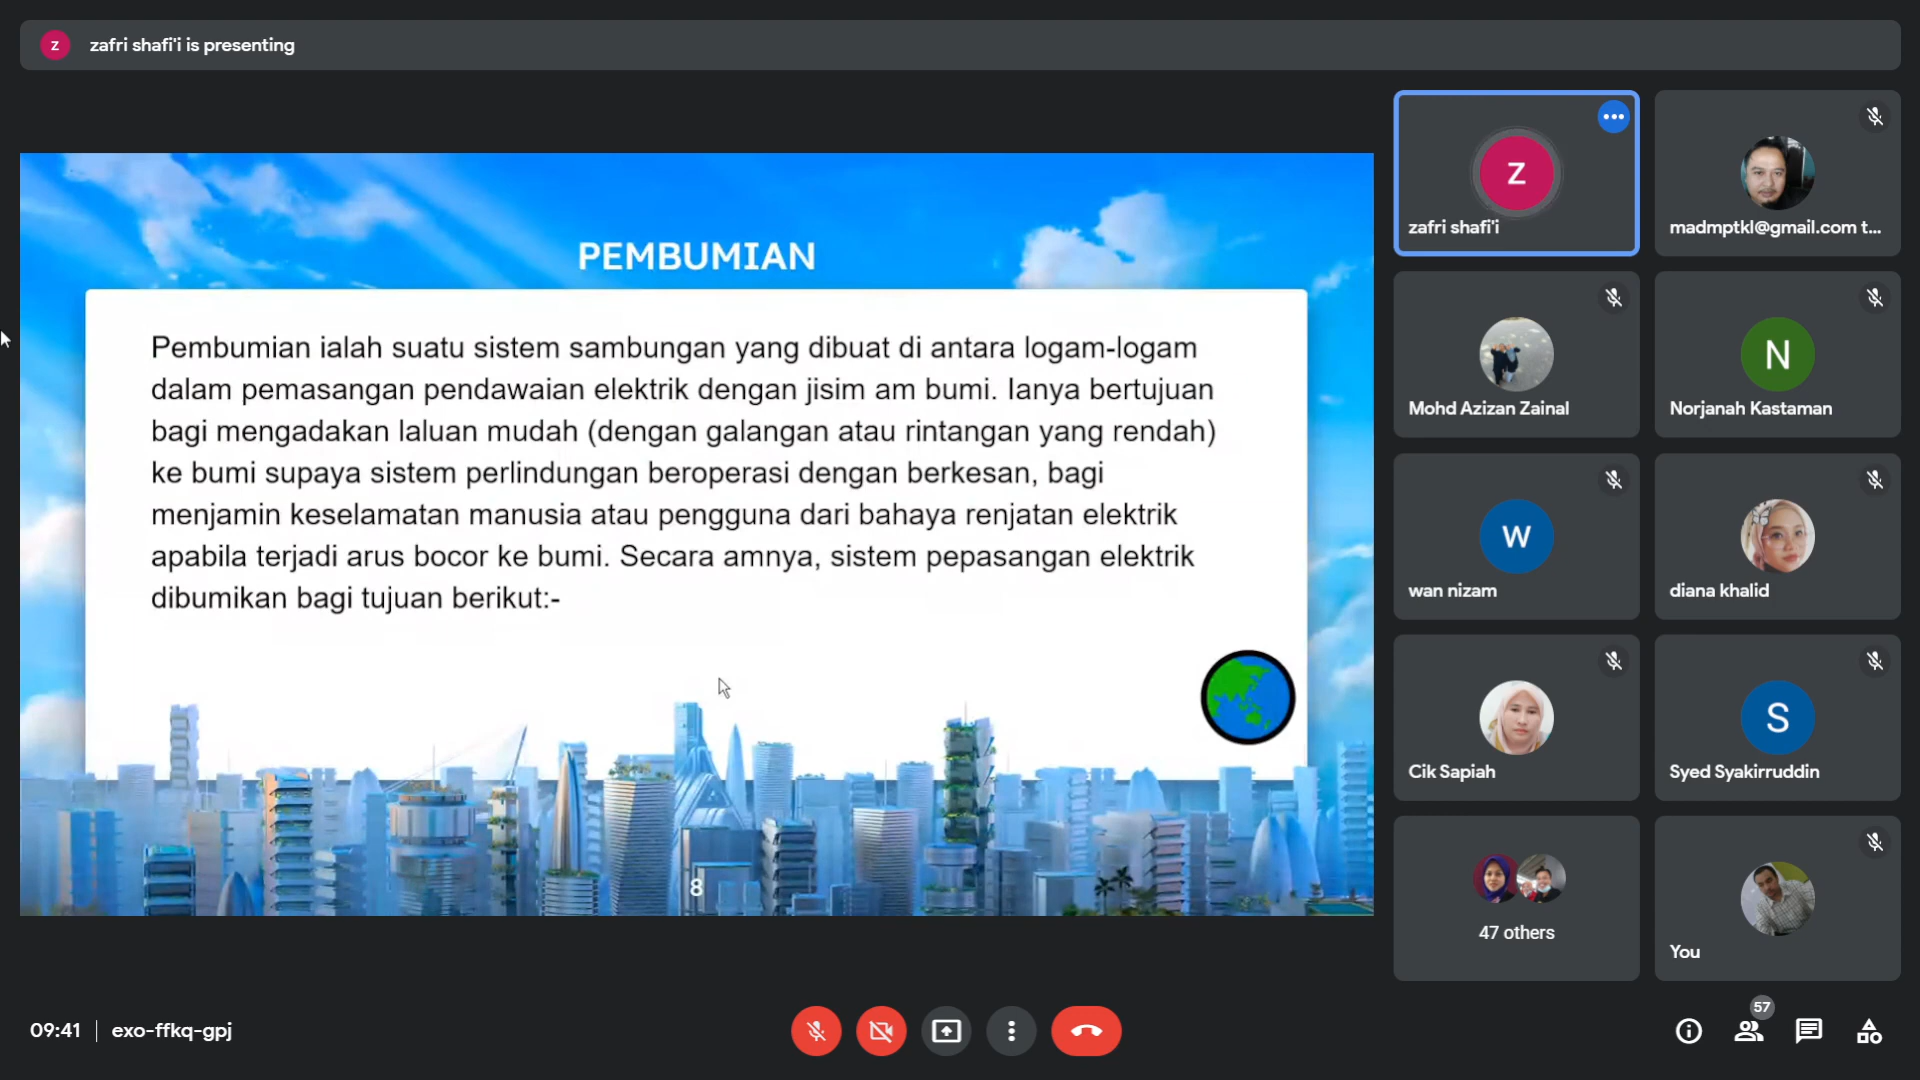 z
zafri shafi'i is presenting
PEMBUMIAN
Pembumian ialah suatu sistem sambungan yang dibuat di antara logam-logam
dalam pemasangan pendawaian elektrik dengan jisim am bumi. Ianya bertujuan
bagi mengadakan laluan mudah (dengan galangan atau rintangan yang rendah)
ke bumi supaya sistem perlindungan beroperasi dengan berkesan, bagi
menjamin keselamatan manusia atau pengguna dari bahaya renjatan elektrik
apabila terjadi arus bocor ke bumi. Secara amnya, sistem pepasangan elektrik
dibumikan bagi tujuan berikut:-
8
z
zafri shafi'i
madmptkl@gmail.com t...
Mohd Azizan Zainal
N
Norjanah Kastaman
w
wan nizam
diana khalid
Cik Sapiah
S
Syed Syakirruddin
47 others
You
09:41
exo-ffkq-gpj
57